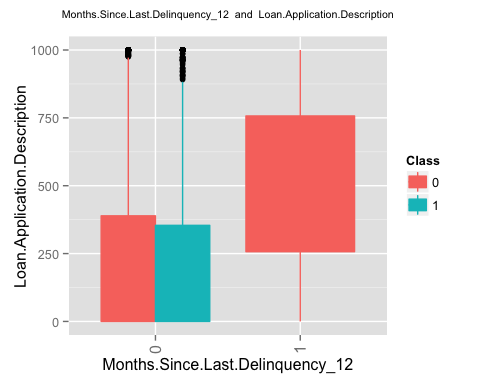 Months.Since.Last.Delinquency_12 and Loan.Application.Description
Loan.Application.Description
1000
750
500
250
0
0
1
Months.Since.Last.Delinquency_12
Class
0
1